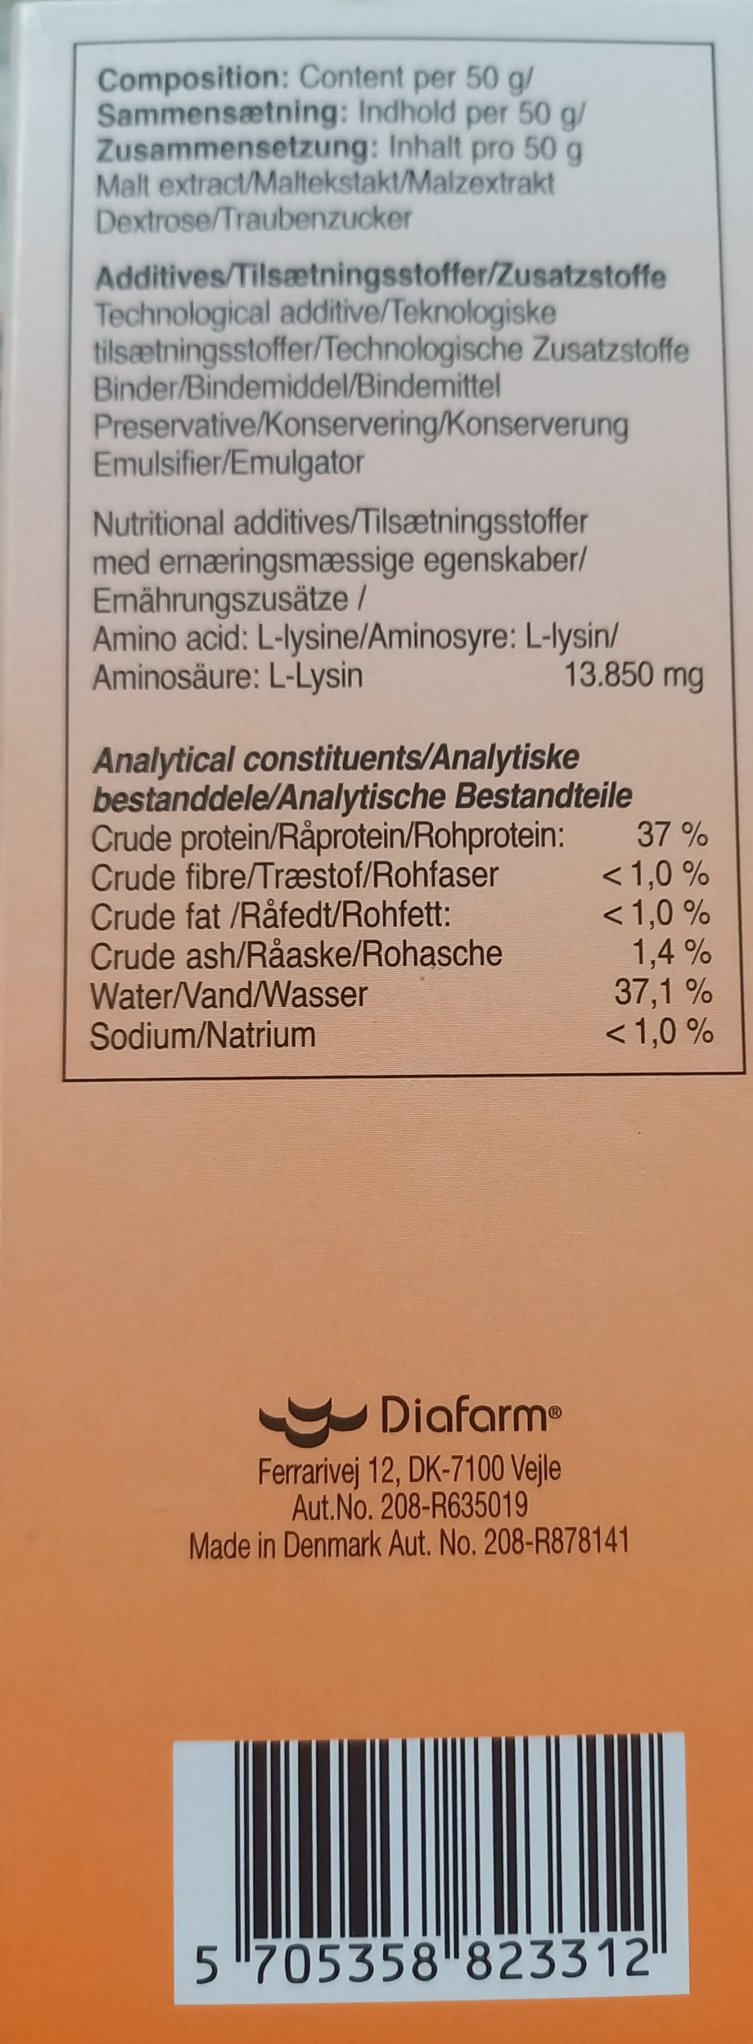 Composition: Content per 50 g/
Sammensætning: Indhold per 50 g/
Zusammensetzung: Inhalt pro 50 g
Malt extract/Maltekstakt/Malzextrakt
Dextrose/Traubenzucker
Additives/Tilsætningsstoffer/Zusatzstoffe
Technological additive/Teknologiske
tilsætningsstoffer/Technologische Zusatzstoffe
Binder/Bindemiddel/Bindemittel
Preservative/Konservering/Konserverung
Emulsifier/Emulgator
Nutritional additives/Tilsætningsstoffer
med ernæringsmæssige egenskaber/
Ernährungszusätze /
Amino acid: L-lysine/Aminosyre: L-lysin/
Aminosäure: L-Lysin 13.850 mg
Analytical constituents/Analytiske
bestanddele/Analytische Bestandteile
Crude protein/Råprotein/Rohprotein: 37 %
Crude fibre/Træstof/Rohfaser <1,0 %
Crude fat /Råfedt/Rohfett: <1,0 %
Crude ash/Råaske/Rohasche 1,4 %
Water/Vand/Wasser 37,1 %
Sodium/Natrium <1,0 %
Diafarm®
Ferrarivej 12, DK-7100 Vejle
Aut.No. 208-R635019
Made in Denmark Aut. No. 208-R878141
5 705358 823312